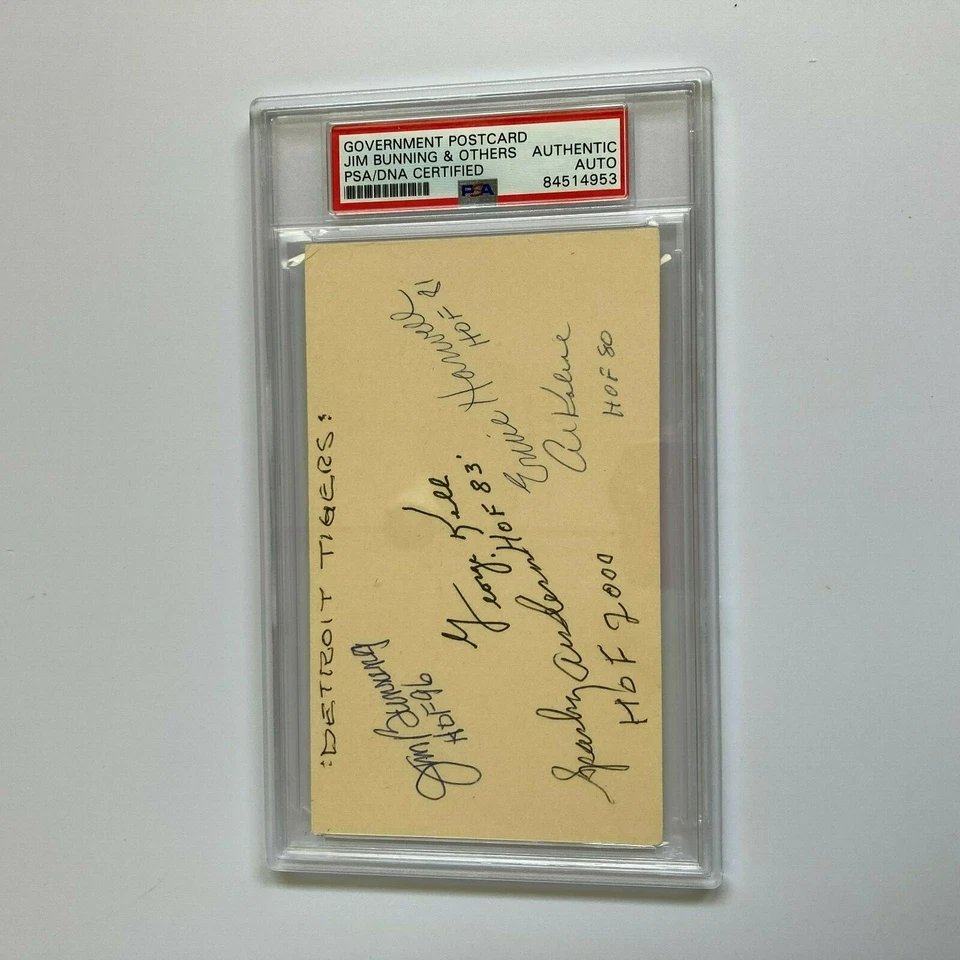 GOVERNMENT POSTCARD
JIM BUNNING & OTHERS
PSA/DNA CERTIFIED
AUTHENTIC
AUTO
84514953
PSA
:DETROIT TIGERS:
Jim Bunning
HOF 96
George Kell
HOF 83'
Ernie Harwell
HOF 81
Al Kaline
HOF 80
Sparky Anderson
HOF 2000